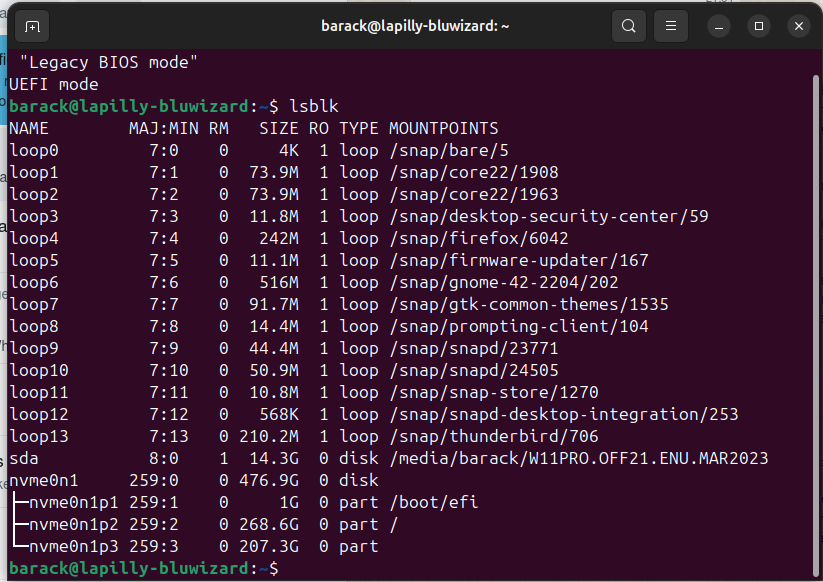 barack@lapilly-bluwizard: ~
"Legacy BIOS mode"
UEFI mode
barack@lapilly-bluwizard:~$ lsblk
NAME        MAJ:MIN RM   SIZE RO TYPE MOUNTPOINTS
loop0         7:0    0     4K  1 loop /snap/bare/5
loop1         7:1    0  73.9M  1 loop /snap/core22/1908
loop2         7:2    0  73.9M  1 loop /snap/core22/1963
loop3         7:3    0  11.8M  1 loop /snap/desktop-security-center/59
loop4         7:4    0   242M  1 loop /snap/firefox/6042
loop5         7:5    0  11.1M  1 loop /snap/firmware-updater/167
loop6         7:6    0   516M  1 loop /snap/gnome-42-2204/202
loop7         7:7    0  91.7M  1 loop /snap/gtk-common-themes/1535
loop8         7:8    0  14.4M  1 loop /snap/prompting-client/104
loop9         7:9    0  44.4M  1 loop /snap/snapd/23771
loop10        7:10   0  50.9M  1 loop /snap/snapd/24505
loop11        7:11   0  10.8M  1 loop /snap/snap-store/1270
loop12        7:12   0   568K  1 loop /snap/snapd-desktop-integration/253
loop13        7:13   0 210.2M  1 loop /snap/thunderbird/706
sda           8:0    1  14.3G  0 disk /media/barack/W11PRO.OFF21.ENU.MAR2023
nvme0n1     259:0    0 476.9G  0 disk
├─nvme0n1p1 259:1    0     1G  0 part /boot/efi
├─nvme0n1p2 259:2    0 268.6G  0 part /
└─nvme0n1p3 259:3    0 207.3G  0 part
barack@lapilly-bluwizard:~$